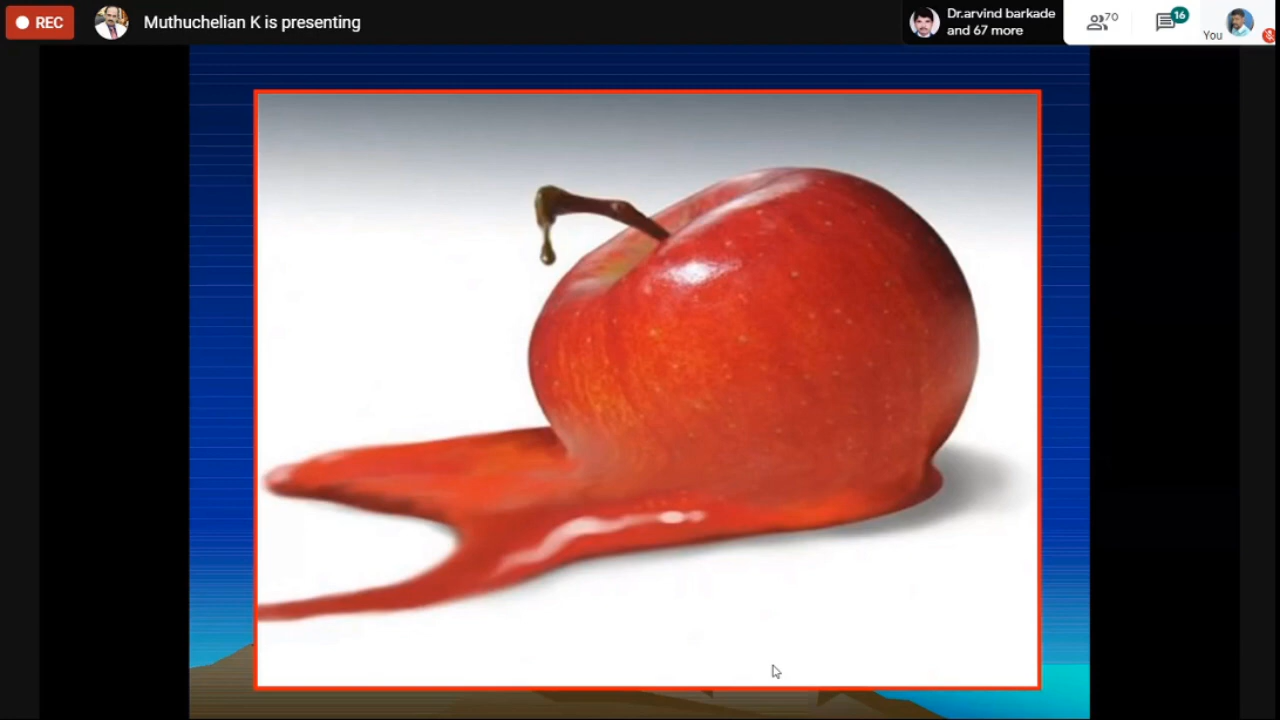 REC
Muthuchelian K is presenting
Dr.arvind barkade
and 67 more
70
16
You